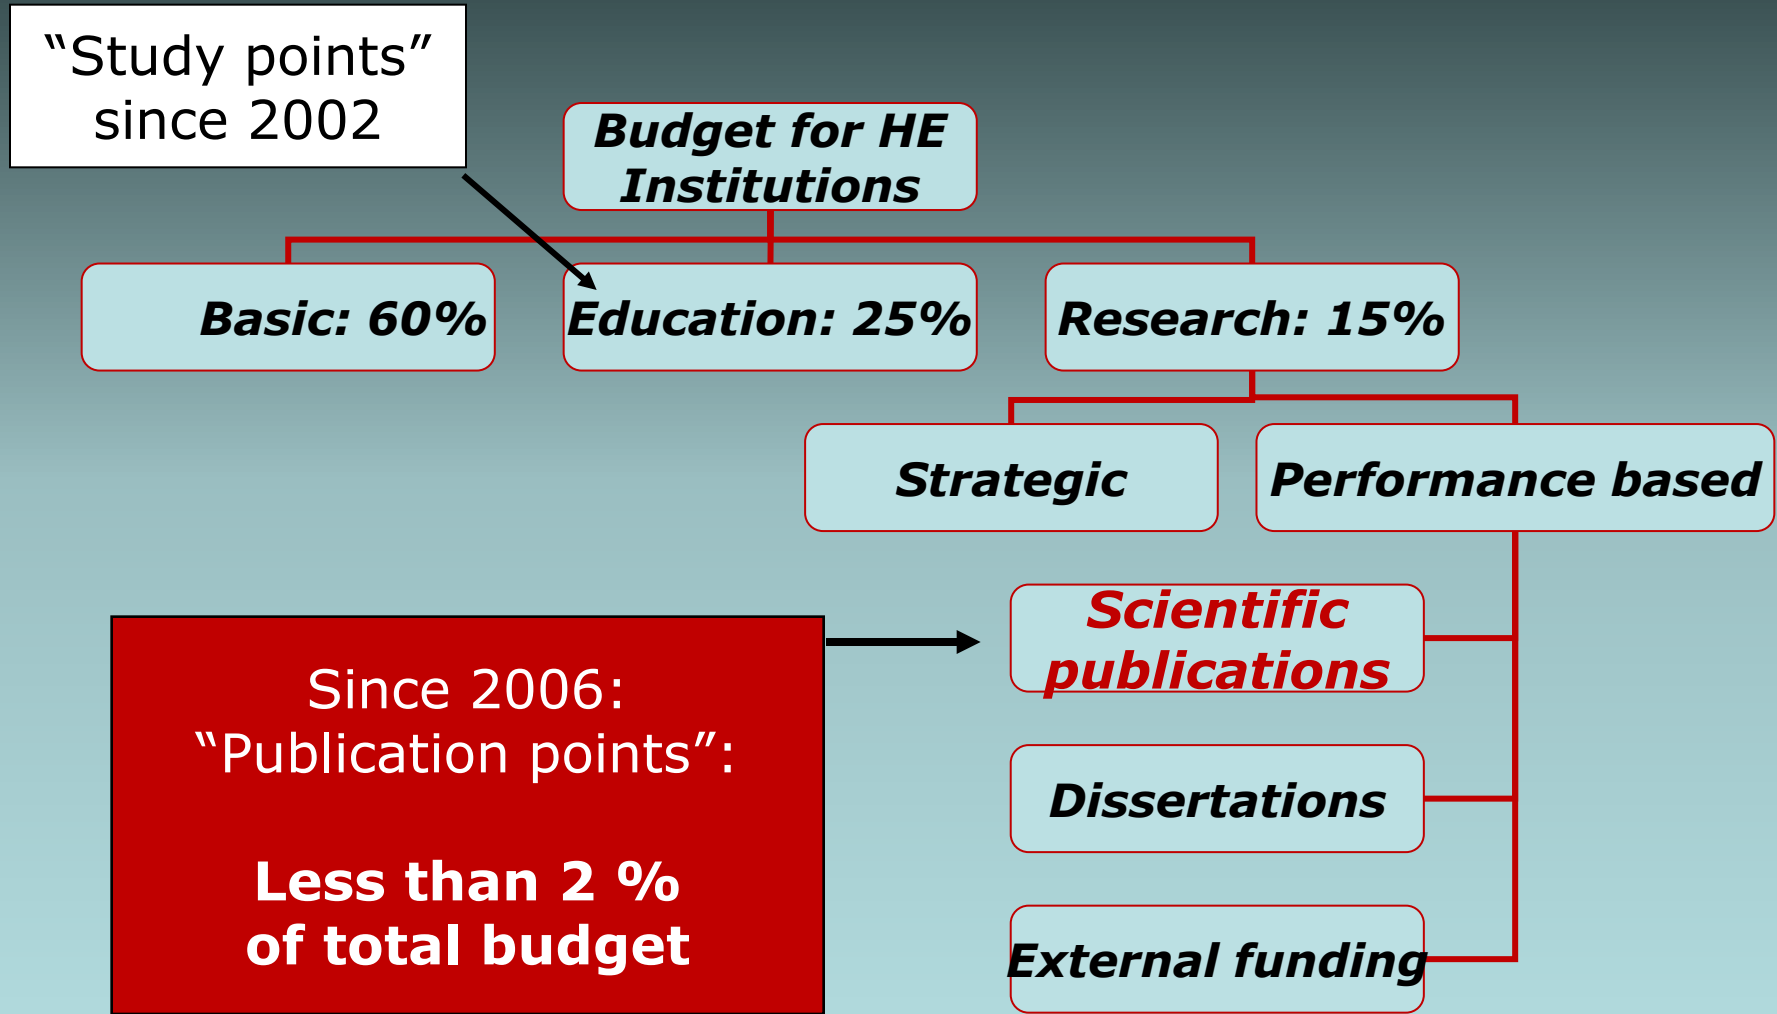 “Study points”
since 2002
Budget for HE
Institutions
Basic: 60%
Education: 25%
Research: 15%
Strategic
Performance based
Scientific
publications
Since 2006:
“Publication points”:
Less than 2 %
of total budget
Dissertations
External funding